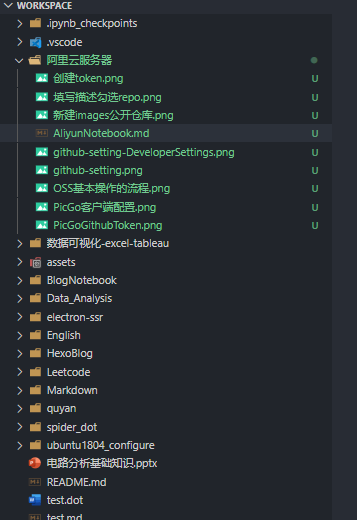 WORKSPACE
.ipynb_checkpoints
.vscode
阿里云服务器
创建token.png U
填写描述勾选repo.png U
新建images公开仓库.png U
AliyunNotebook.md U
github-setting-DeveloperSettings.png U
github-setting.png U
OSS基本操作的流程.png U
PicGo客户端配置.png U
PicGoGithubToken.png U
数据可视化-excel-tableau
assets
BlogNotebook
Data_Analysis
electron-ssr
English
HexoBlog
Leetcode
Markdown
quyan
spider_dot
ubuntu1804_configure
电路分析基础知识.pptx
README.md
test.dot
test.md